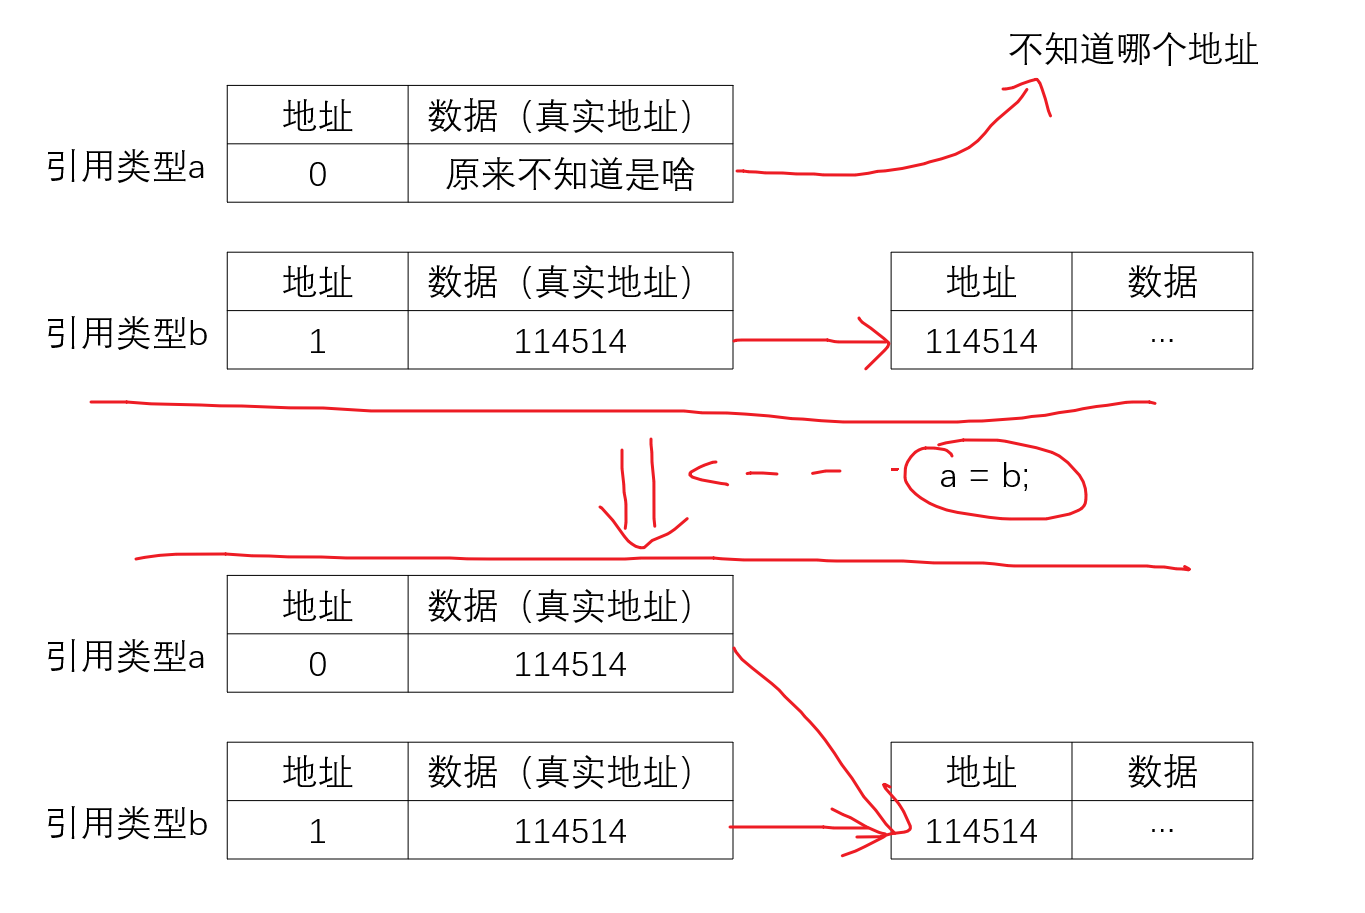 不知道哪个地址
地址 数据（真实地址）
引用类型a 0 原来不知道是啥
地址 数据（真实地址） 地址 数据
引用类型b 1 114514 114514 ...
a = b;
地址 数据（真实地址）
引用类型a 0 114514
地址 数据（真实地址） 地址 数据
引用类型b 1 114514 114514 ...